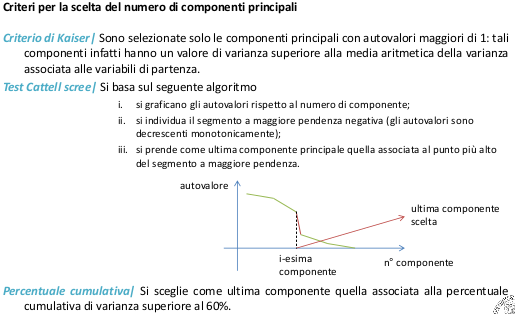 Criteri per la scelta del numero di componenti principali
Criterio di Kaiser| Sono selezionate solo le componenti principali con autovalori maggiori di 1: tali
componenti infatti hanno un valore di varianza superiore alla media aritmetica della varianza
associata alle variabili di partenza.
Test Cattell scree| Si basa sul seguente algoritmo
i. si graficano gli autovalori rispetto al numero di componente;
ii. si individua il segmento a maggiore pendenza negativa (gli autovalori sono
decrescenti monotonicamente);
iii. si prende come ultima componente principale quella associata al punto più alto
del segmento a maggiore pendenza.
autovalore
ultima componente
scelta
i-esima
componente
n° componente
Percentuale cumulativa| Si sceglie come ultima componente quella associata alla percentuale
cumulativa di varianza superiore al 60%.